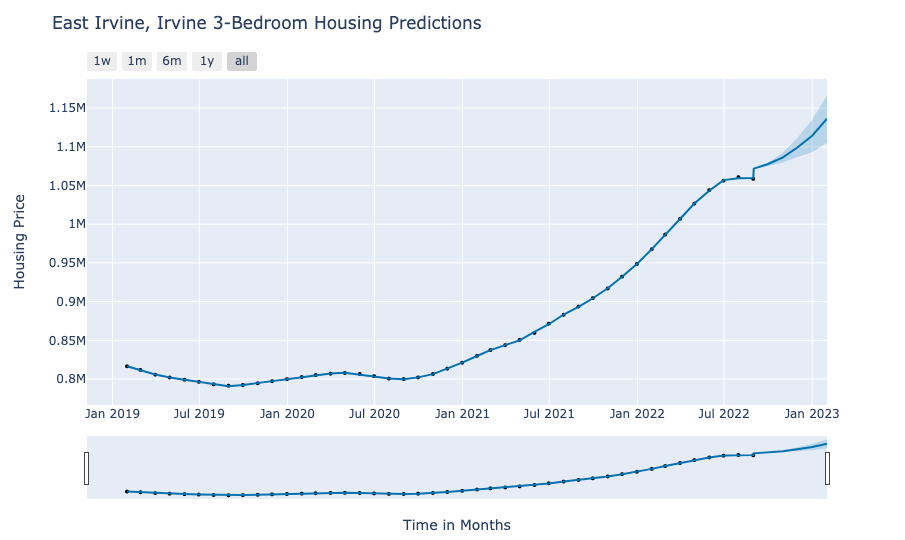 East Irvine, Irvine 3-Bedroom Housing Predictions
1w 1m 6m 1y all
1.15M
1.1M
1.05M
1M
0.95M
0.9M
0.85M
0.8M
Housing Price
Jan 2019 Jul 2019 Jan 2020 Jul 2020 Jan 2021 Jul 2021 Jan 2022 Jul 2022 Jan 2023
Time in Months